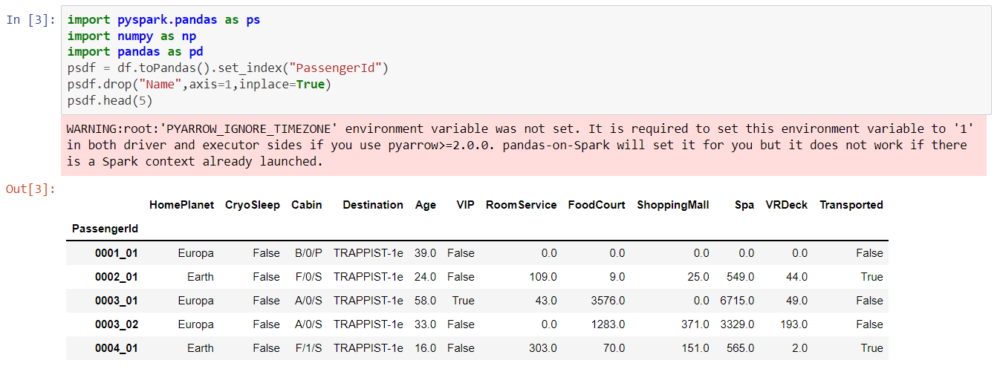 In [3]: import pyspark.pandas as ps
import numpy as np
import pandas as pd
psdf = df.toPandas().set_index("PassengerId")
psdf.drop("Name",axis=1,inplace=True)
psdf.head(5)
WARNING:root:'PYARROW_IGNORE_TIMEZONE' environment variable was not set. It is required to set this environment variable to '1'
in both driver and executor sides if you use pyarrow>=2.0.0. pandas-on-Spark will set it for you but it does not work if there
is a Spark context already launched.
Out[3]:
HomePlanet CryoSleep Cabin Destination Age VIP RoomService FoodCourt ShoppingMall Spa VRDeck Transported
PassengerId
0001_01 Europa False B/0/P TRAPPIST-1e 39.0 False 0.0 0.0 0.0 0.0 0.0 False
0002_01 Earth False F/0/S TRAPPIST-1e 24.0 False 109.0 9.0 25.0 549.0 44.0 True
0003_01 Europa False A/0/S TRAPPIST-1e 58.0 True 43.0 3576.0 0.0 6715.0 49.0 False
0003_02 Europa False A/0/S TRAPPIST-1e 33.0 False 0.0 1283.0 371.0 3329.0 193.0 False
0004_01 Earth False F/1/S TRAPPIST-1e 16.0 False 303.0 70.0 151.0 565.0 2.0 True